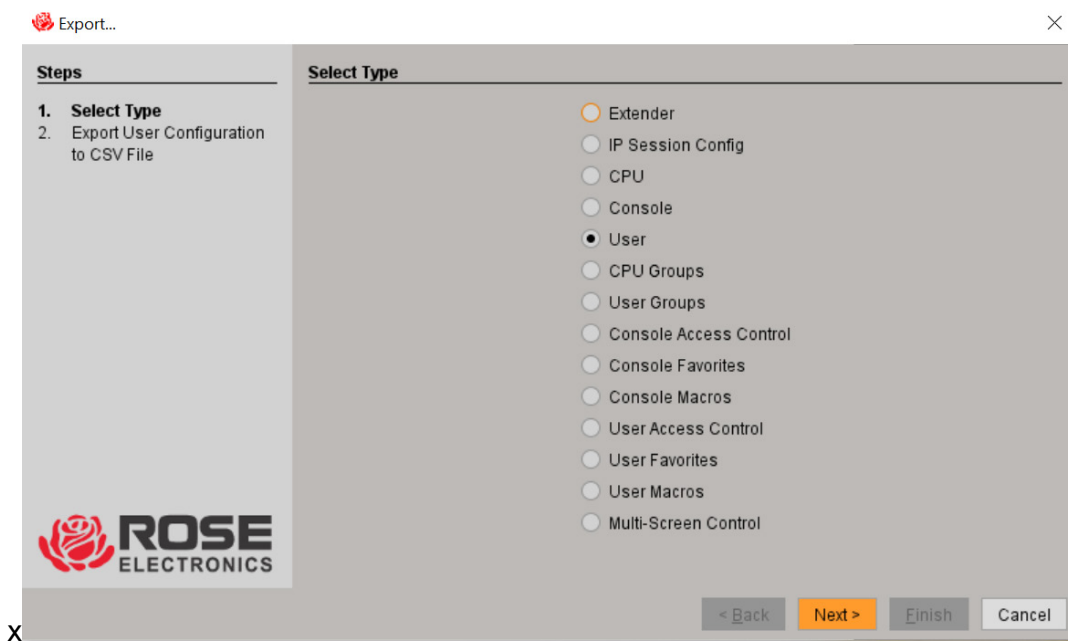 Export...
Steps
1. Select Type
2. Export User Configuration
to CSV File
Select Type
Extender
IP Session Config
CPU
Console
User
CPU Groups
User Groups
Console Access Control
Console Favorites
Console Macros
User Access Control
User Favorites
User Macros
Multi-Screen Control
ROSE
ELECTRONICS
< Back
Next >
Finish
Cancel
x